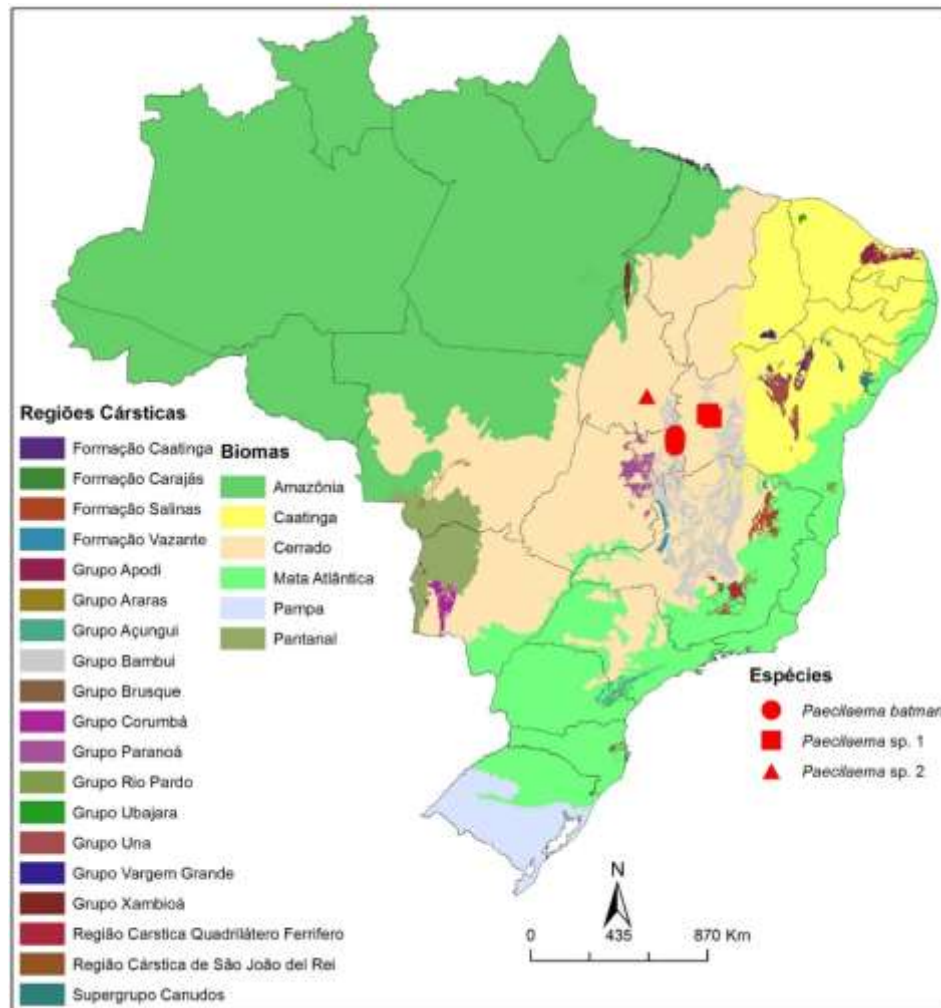 Regiões Cársticas
Formação Caatinga
Formação Carajás
Formação Salinas
Formação Vazante
Grupo Apodi
Grupo Araras
Grupo Açungui
Grupo Bambui
Grupo Brusque
Grupo Corumbá
Grupo Paranoá
Grupo Rio Pardo
Grupo Ubajara
Grupo Una
Grupo Vargem Grande
Grupo Xambioá
Região Carstica Quadrilátero Ferrifero
Região Cárstica de São João del Rei
Supergrupo Canudos
Biomas
Amazônia
Caatinga
Cerrado
Mata Atlântica
Pampa
Pantanal
Espécies
Paecilaema batman
Paecilaema sp. 1
Paecilaema sp. 2
N
0 435 870 Km